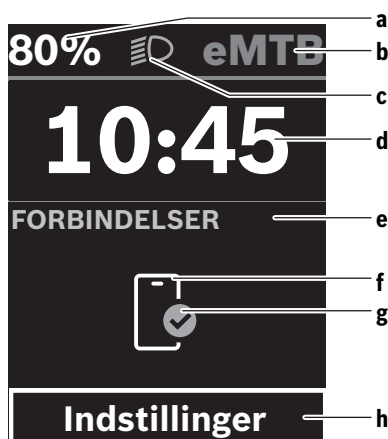 80% eMTB
10:45
FORBINDELSER
Indstillinger
a
b
c
d
e
f
g
h